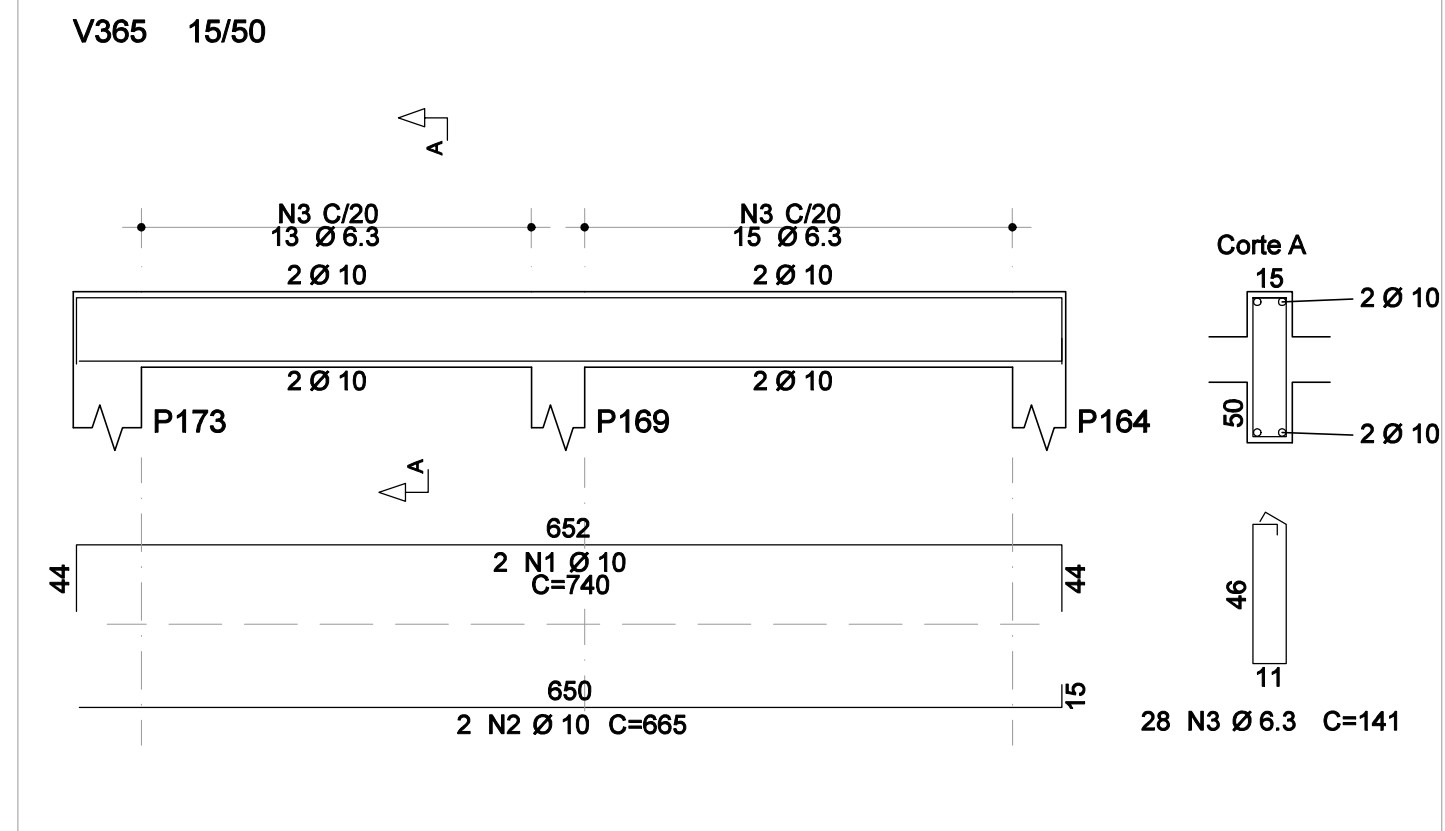 V365 15/50
A
N3 C/20
13 Ø 6.3
N3 C/20
15 Ø 6.3
2 Ø 10
2 Ø 10
Corte A
15
2 Ø 10
2 Ø 10
2 Ø 10
50
2 Ø 10
P173
P169
P164
A
652
2 N1 Ø 10
C=740
44
44
46
11
650
15
2 N2 Ø 10 C=665
28 N3 Ø 6.3 C=141